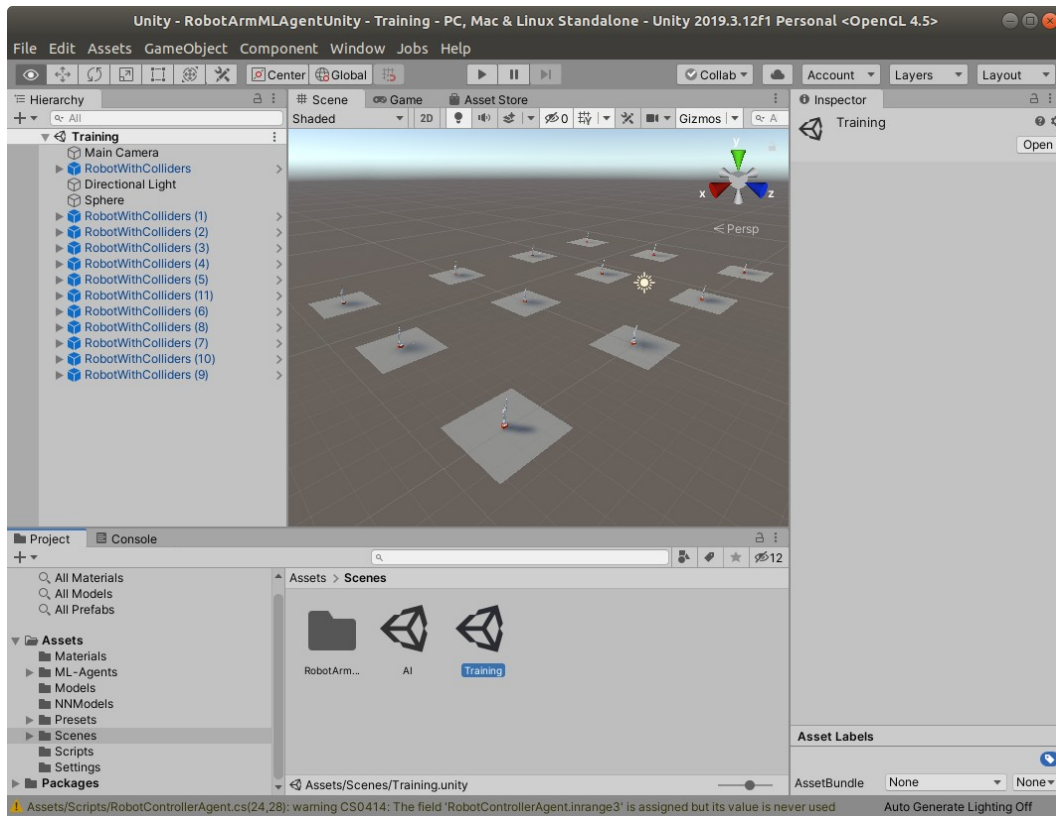 Unity - RobotArmMLAgentUnity - Training - PC, Mac & Linux Standalone - Unity 2019.3.12f1 Personal <OpenGL 4.5>
File Edit Assets GameObject Component Window Jobs Help
Center Global Collab Account Layers Layout
Hierarchy
All
Training
Main Camera
RobotWithColliders
Directional Light
Sphere
RobotWithColliders (1)
RobotWithColliders (2)
RobotWithColliders (3)
RobotWithColliders (4)
RobotWithColliders (5)
RobotWithColliders (11)
RobotWithColliders (6)
RobotWithColliders (8)
RobotWithColliders (7)
RobotWithColliders (10)
RobotWithColliders (9)
Scene Game Asset Store
Shaded 2D 0 Gizmos A
y
x z
Persp
Inspector
Training
Open
Project Console
12
All Materials
All Models
All Prefabs
Assets
Materials
ML-Agents
Models
NNModels
Presets
Scenes
Scripts
Settings
Packages
Assets > Scenes
RobotArm... AI Training
Assets/Scenes/Training.unity
Asset Labels
AssetBundle None None
Assets/Scripts/RobotControllerAgent.cs(24,28): warning CS0414: The field 'RobotControllerAgent.inrange3' is assigned but its value is never used
Auto Generate Lighting Off